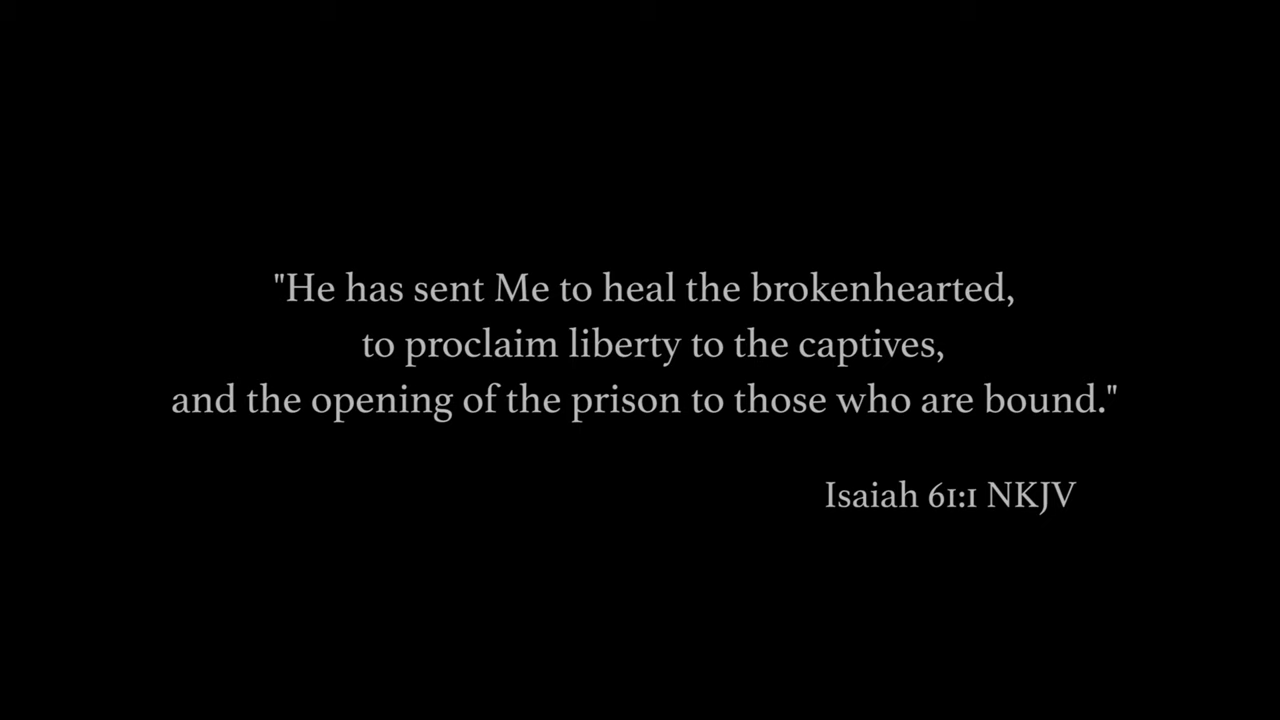 "He has sent Me to heal the brokenhearted,
to proclaim liberty to the captives,
and the opening of the prison to those who are bound."
Isaiah 61:1 NKJV